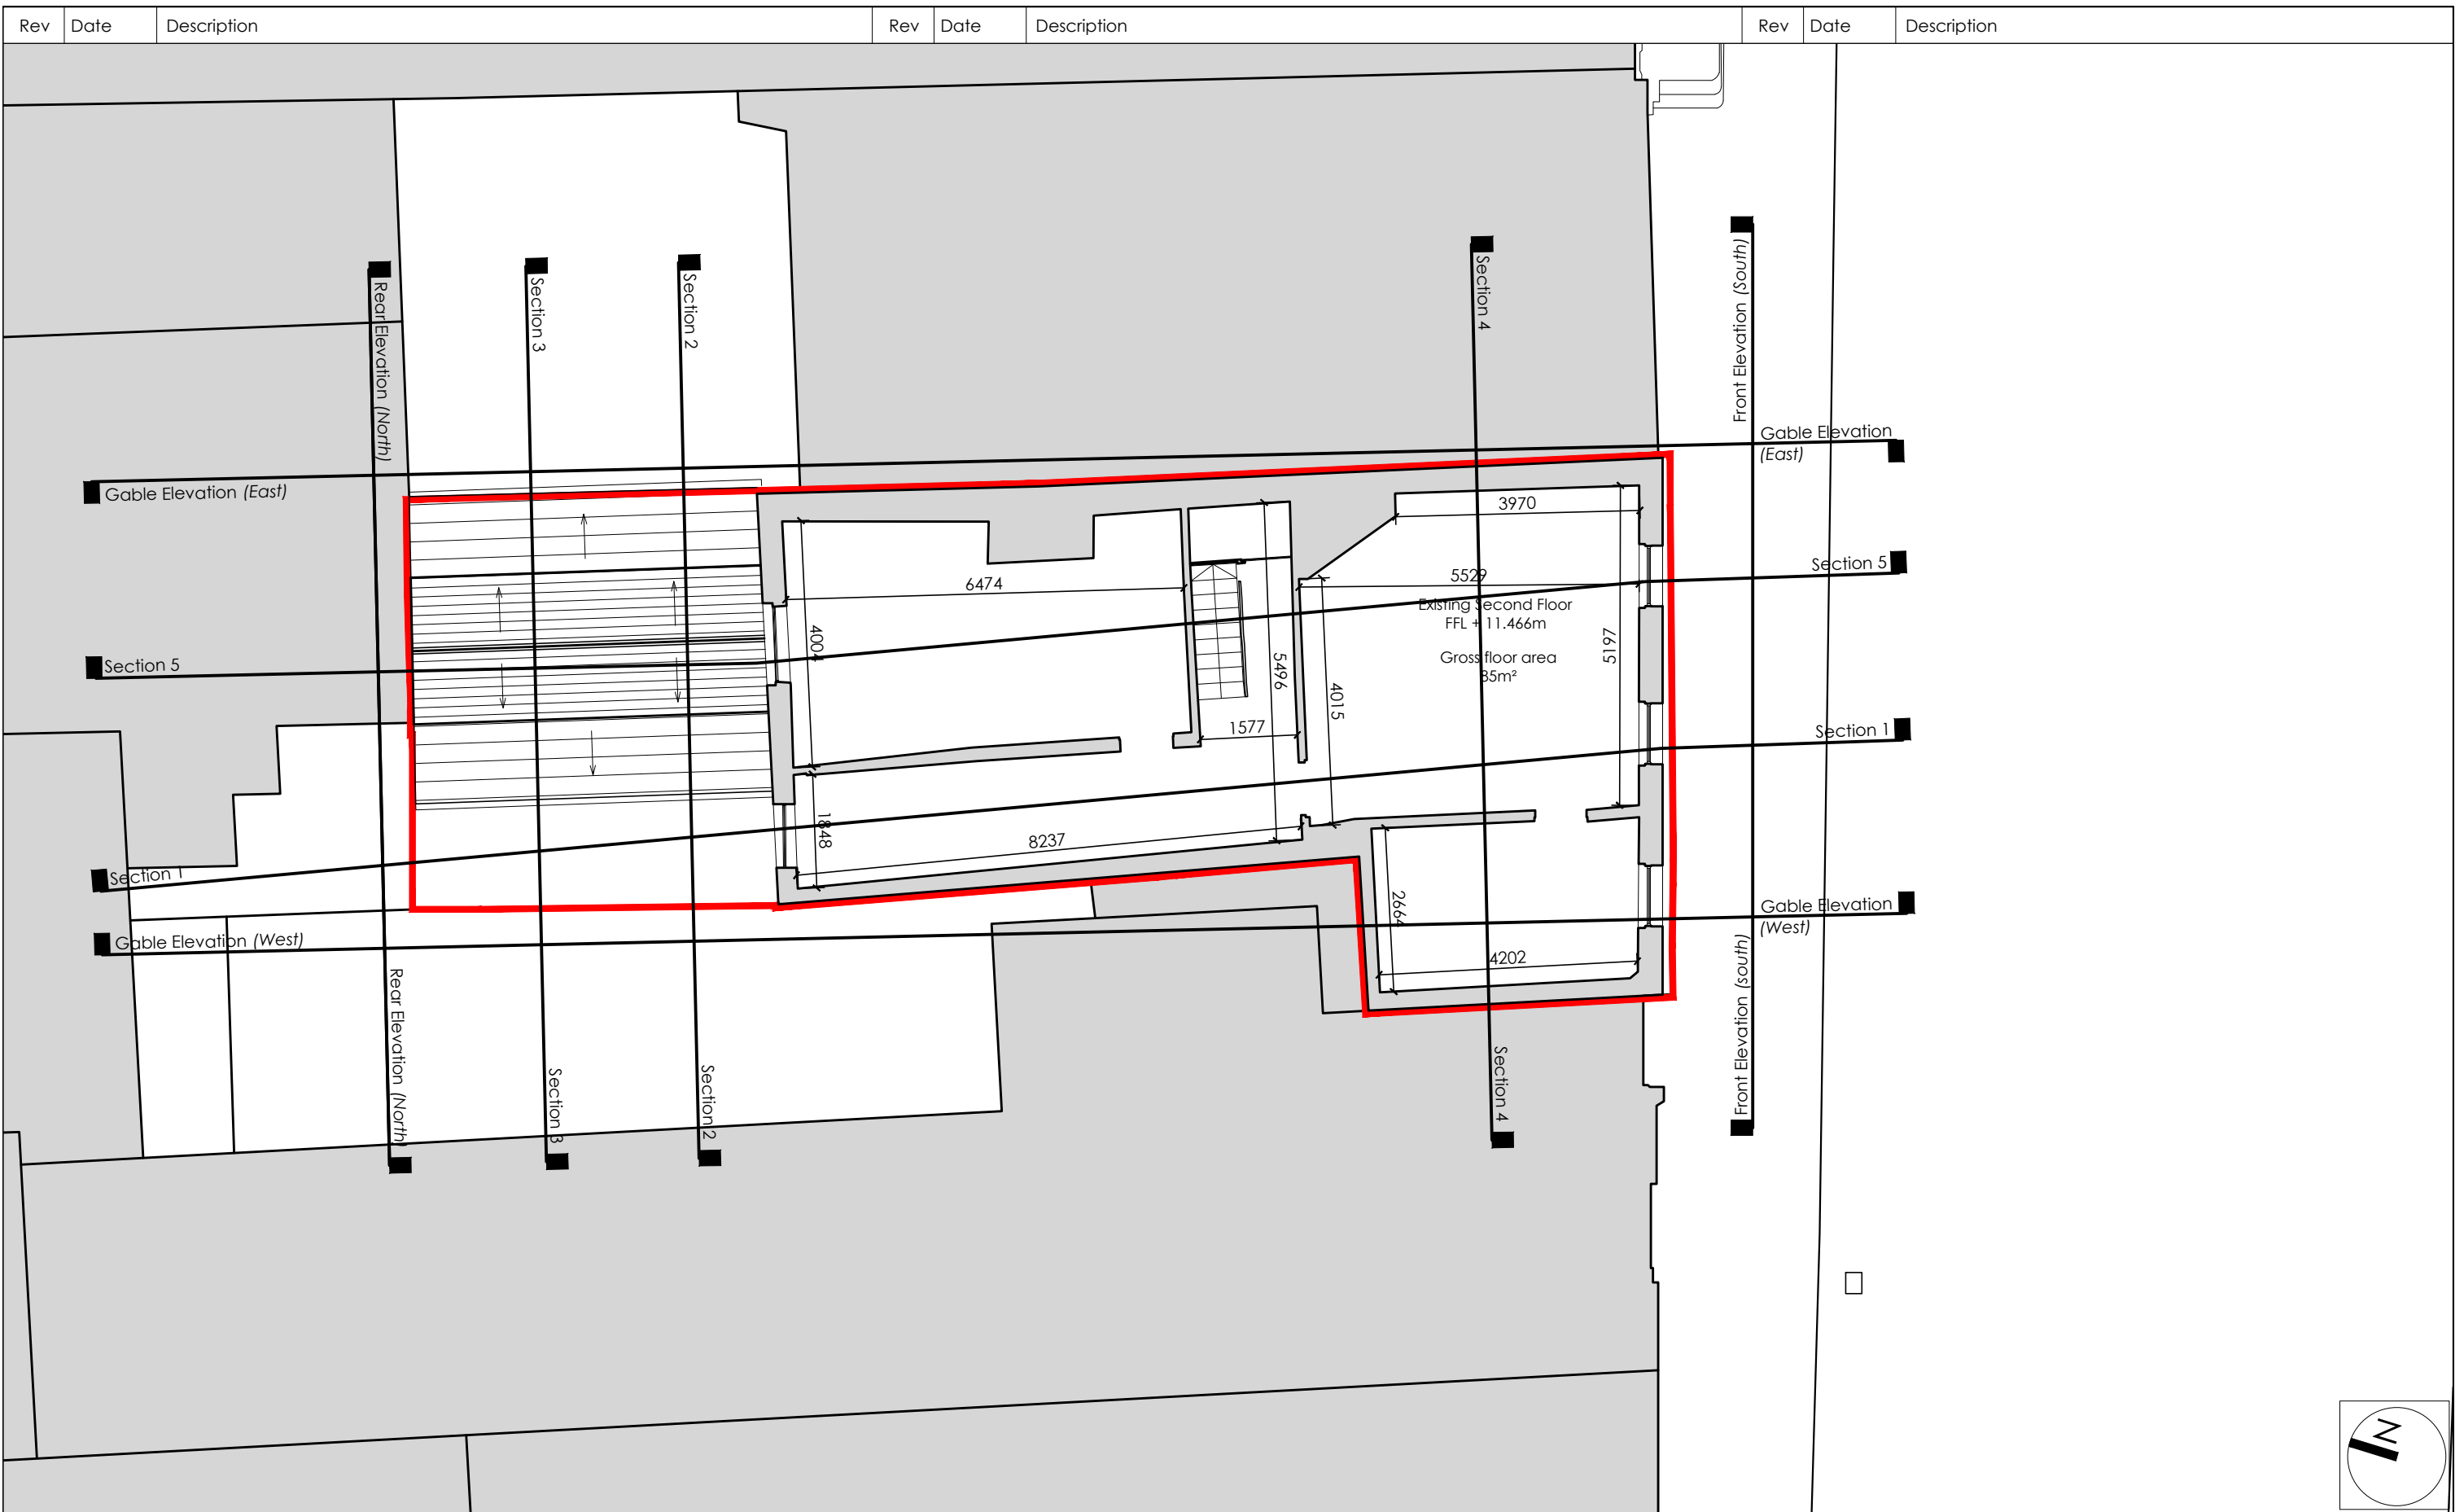 Rev Date Description Rev Date Description Rev Date Description
Rear Elevation (North)
Section 3
Section 2
Section 4
Front Elevation (South)
Gable Elevation
(East)
Gable Elevation (East)
3970
Section 5
6474
5529
Existing Second Floor
FFL + 11.466m
Gross floor area
85m²
4004
5496
4015
5197
Section 5
1577
Section 1
1848
8237
Section 1
2664
Gable Elevation
(West)
Gable Elevation (West)
4202
Rear Elevation (North)
Section 3
Section 2
Section 4
Front Elevation (south)
N